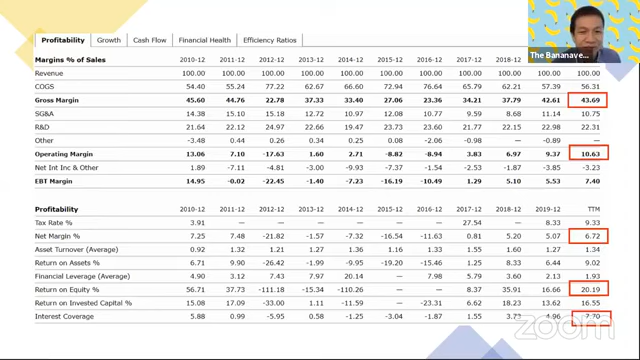 Profitability Growth Cash Flow Financial Health Efficiency Ratios
The Bananave...
Margins % of Sales 2010-12 2011-12 2012-12 2013-12 2014-12 2015-12 2016-12 2017-12 2018-12 2019-12 TTM
Revenue 100.00 100.00 100.00 100.00 100.00 100.00 100.00 100.00 100.00 100.00 100.00
COGS 54.40 55.24 77.22 62.67 66.60 72.94 76.64 65.79 62.21 57.39 56.31
Gross Margin 45.60 44.76 22.78 37.33 33.40 27.06 23.36 34.21 37.79 42.61 43.69
SG&A 14.38 15.10 15.18 12.72 10.97 12.08 10.77 9.59 8.68 11.14 10.75
R&D 21.64 22.12 24.97 22.66 19.47 23.73 23.60 21.77 22.15 22.98 22.31
Other -3.48 0.44 0.26 0.34 0.25 0.08 -2.06 -0.98 — -0.89 —
Operating Margin 13.06 7.10 -17.63 1.60 2.71 -8.82 -8.94 3.83 6.97 9.37 10.63
Net Int Inc & Other 1.89 -7.11 -4.81 -3.00 -9.93 -7.37 -1.54 -2.53 -1.87 -3.85 -3.23
EBT Margin 14.95 -0.02 -22.45 -1.40 -7.23 -16.19 -10.49 1.29 5.10 5.53 7.40
Profitability 2010-12 2011-12 2012-12 2013-12 2014-12 2015-12 2016-12 2017-12 2018-12 2019-12 TTM
Tax Rate % 3.91 — — — — — — 27.54 — 8.33 9.33
Net Margin % 7.25 7.48 -21.82 -1.57 -7.32 -16.54 -11.63 0.81 5.20 5.07 6.72
Asset Turnover (Average) 0.92 1.32 1.21 1.27 1.36 1.16 1.33 1.55 1.60 1.27 1.34
Return on Assets % 6.71 9.90 -26.42 -1.99 -9.95 -19.20 -15.46 1.25 8.33 6.44 9.02
Financial Leverage (Average) 4.90 3.12 7.43 7.97 20.14 — 7.98 5.79 3.60 2.13 1.93
Return on Equity % 56.71 37.73 -111.18 -15.34 -110.26 — — 8.37 35.91 16.66 20.19
Return on Invested Capital % 15.08 17.09 -33.00 1.11 -11.59 — -23.31 6.62 18.23 13.62 16.55
Interest Coverage 5.88 0.99 -5.95 0.58 -1.25 -3.04 -1.87 1.55 3.73 4.96 7.70
zoom